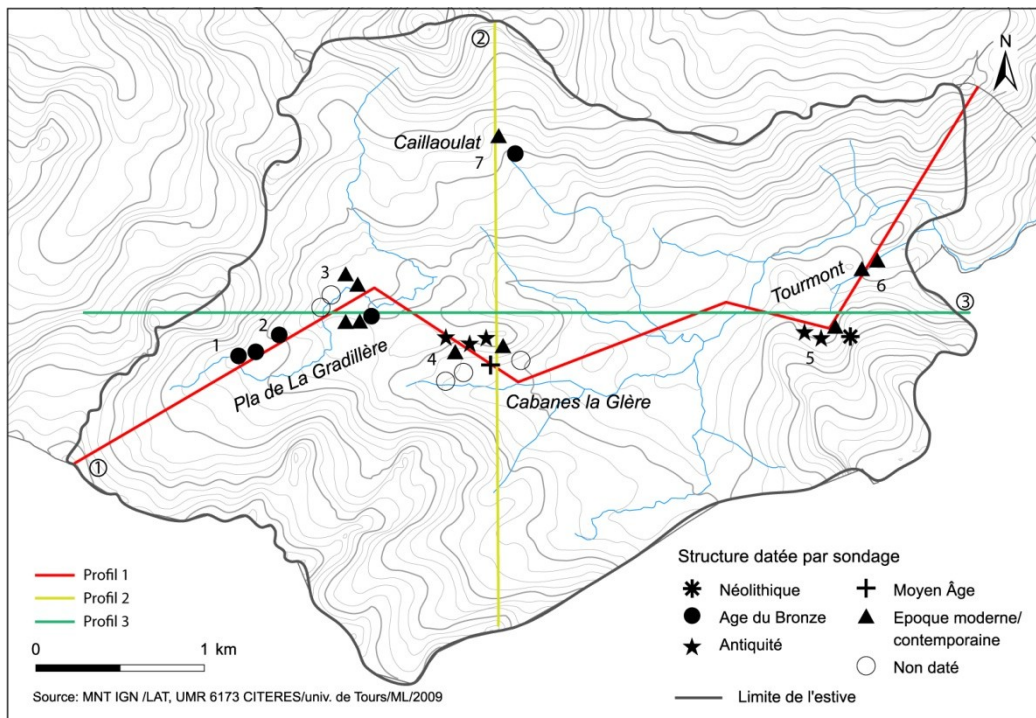 ②
N
Caillaoulat
7
3
Tourmont
6
③
2
1
4
5
Pla de La Gradillère
Cabanes la Glère
①
Profil 1
Profil 2
Profil 3
0 1 km
Source: MNT IGN /LAT, UMR 6173 CITERES/univ. de Tours/ML/2009
Structure datée par sondage
Néolithique
Age du Bronze
Antiquité
Moyen Âge
Epoque moderne/
contemporaine
Non daté
Limite de l'estive